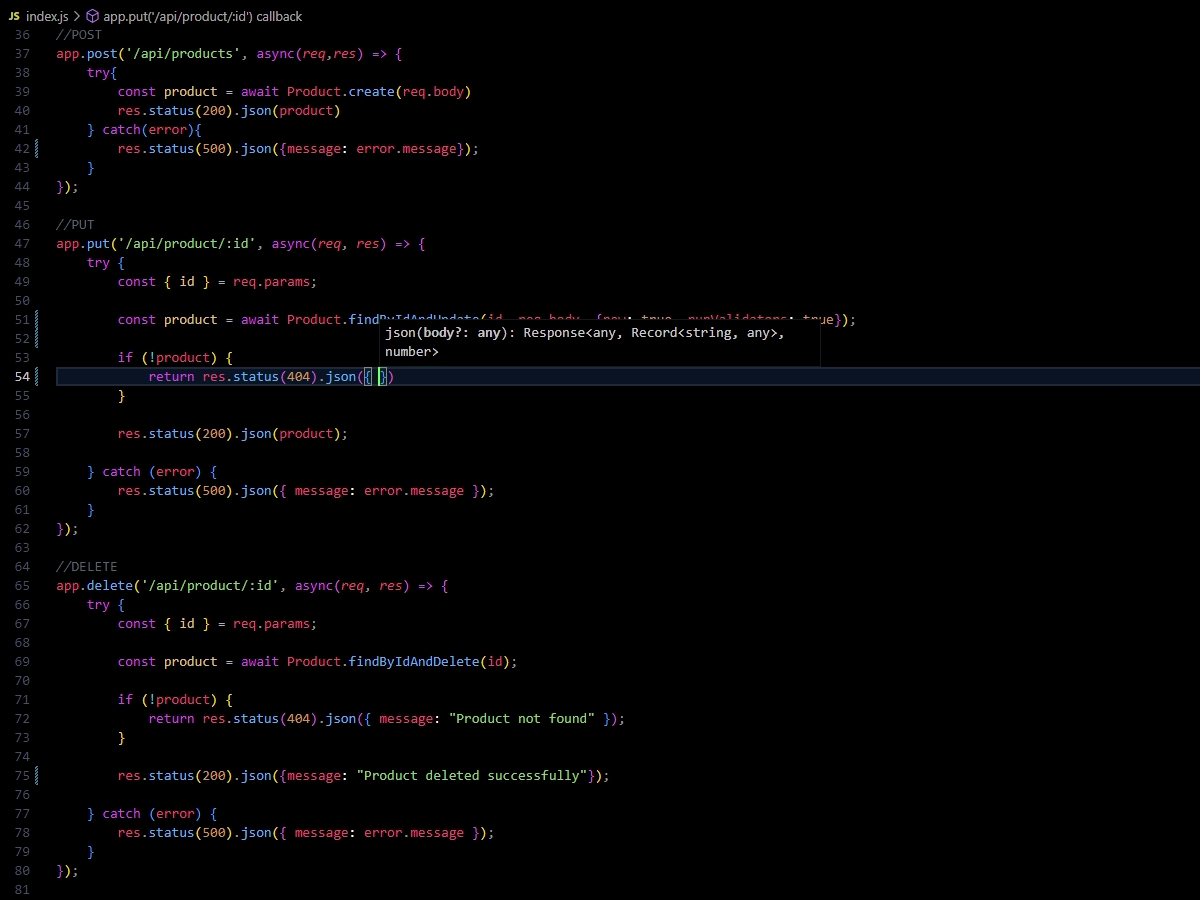 JS index.js > app.put('/api/product/:id') callback
36 //POST
37 app.post('/api/products', async(req,res) => {
38 try{
39 const product = await Product.create(req.body)
40 res.status(200).json(product)
41 } catch(error){
42 res.status(500).json({message: error.message});
43 }
44 });
45
46 //PUT
47 app.put('/api/product/:id', async(req, res) => {
48 try {
49 const { id } = req.params;
50
51 const product = await Product.findByIdAndUpdate(id, req.body, {new: true, runValidators: true});
52
json(body?: any): Response<any, Record<string, any>,
number>
53 if (!product) {
54 return res.status(404).json({ })
55 }
56
57 res.status(200).json(product);
58
59 } catch (error) {
60 res.status(500).json({ message: error.message });
61 }
62 });
63
64 //DELETE
65 app.delete('/api/product/:id', async(req, res) => {
66 try {
67 const { id } = req.params;
68
69 const product = await Product.findByIdAndDelete(id);
70
71 if (!product) {
72 return res.status(404).json({ message: "Product not found" });
73 }
74
75 res.status(200).json({message: "Product deleted successfully"});
76
77 } catch (error) {
78 res.status(500).json({ message: error.message });
79 }
80 });
81